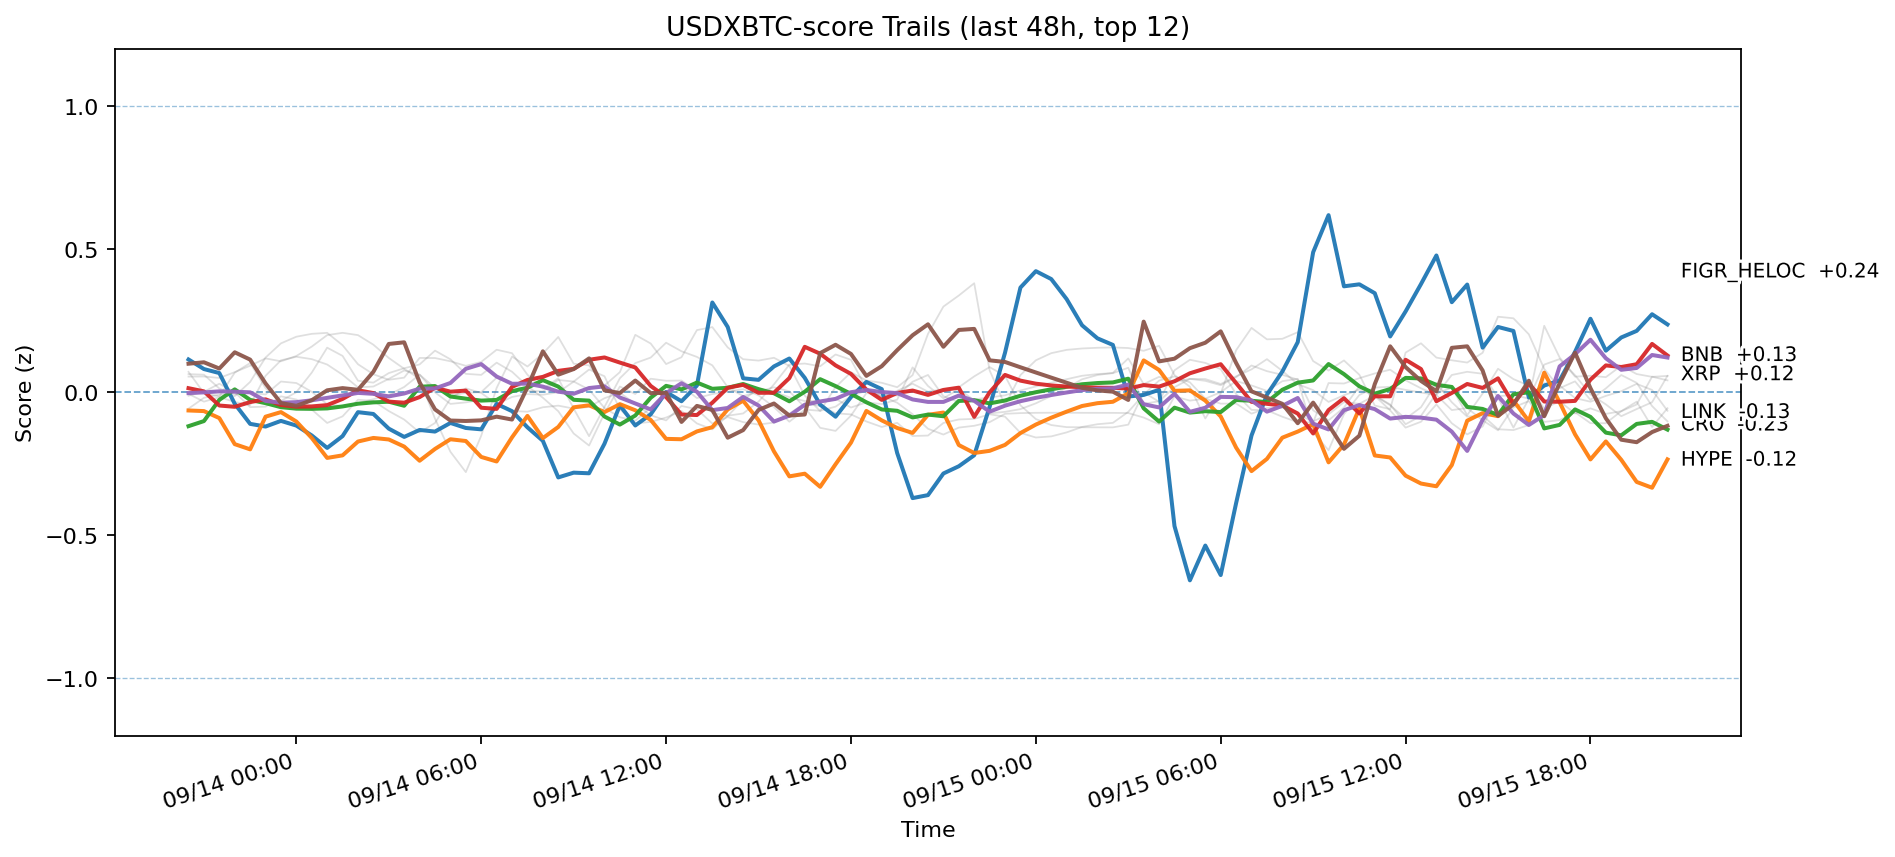 USDXBTC-score Trails (last 48h, top 12)
Score (z)
1.0
0.5
0.0
−0.5
−1.0
FIGR_HELOC +0.24
BNB +0.13
XRP +0.12
LINK -0.13
CRO -0.23
HYPE -0.12
09/14 00:00
09/14 06:00
09/14 12:00
09/14 18:00
09/15 00:00
09/15 06:00
09/15 12:00
09/15 18:00
Time